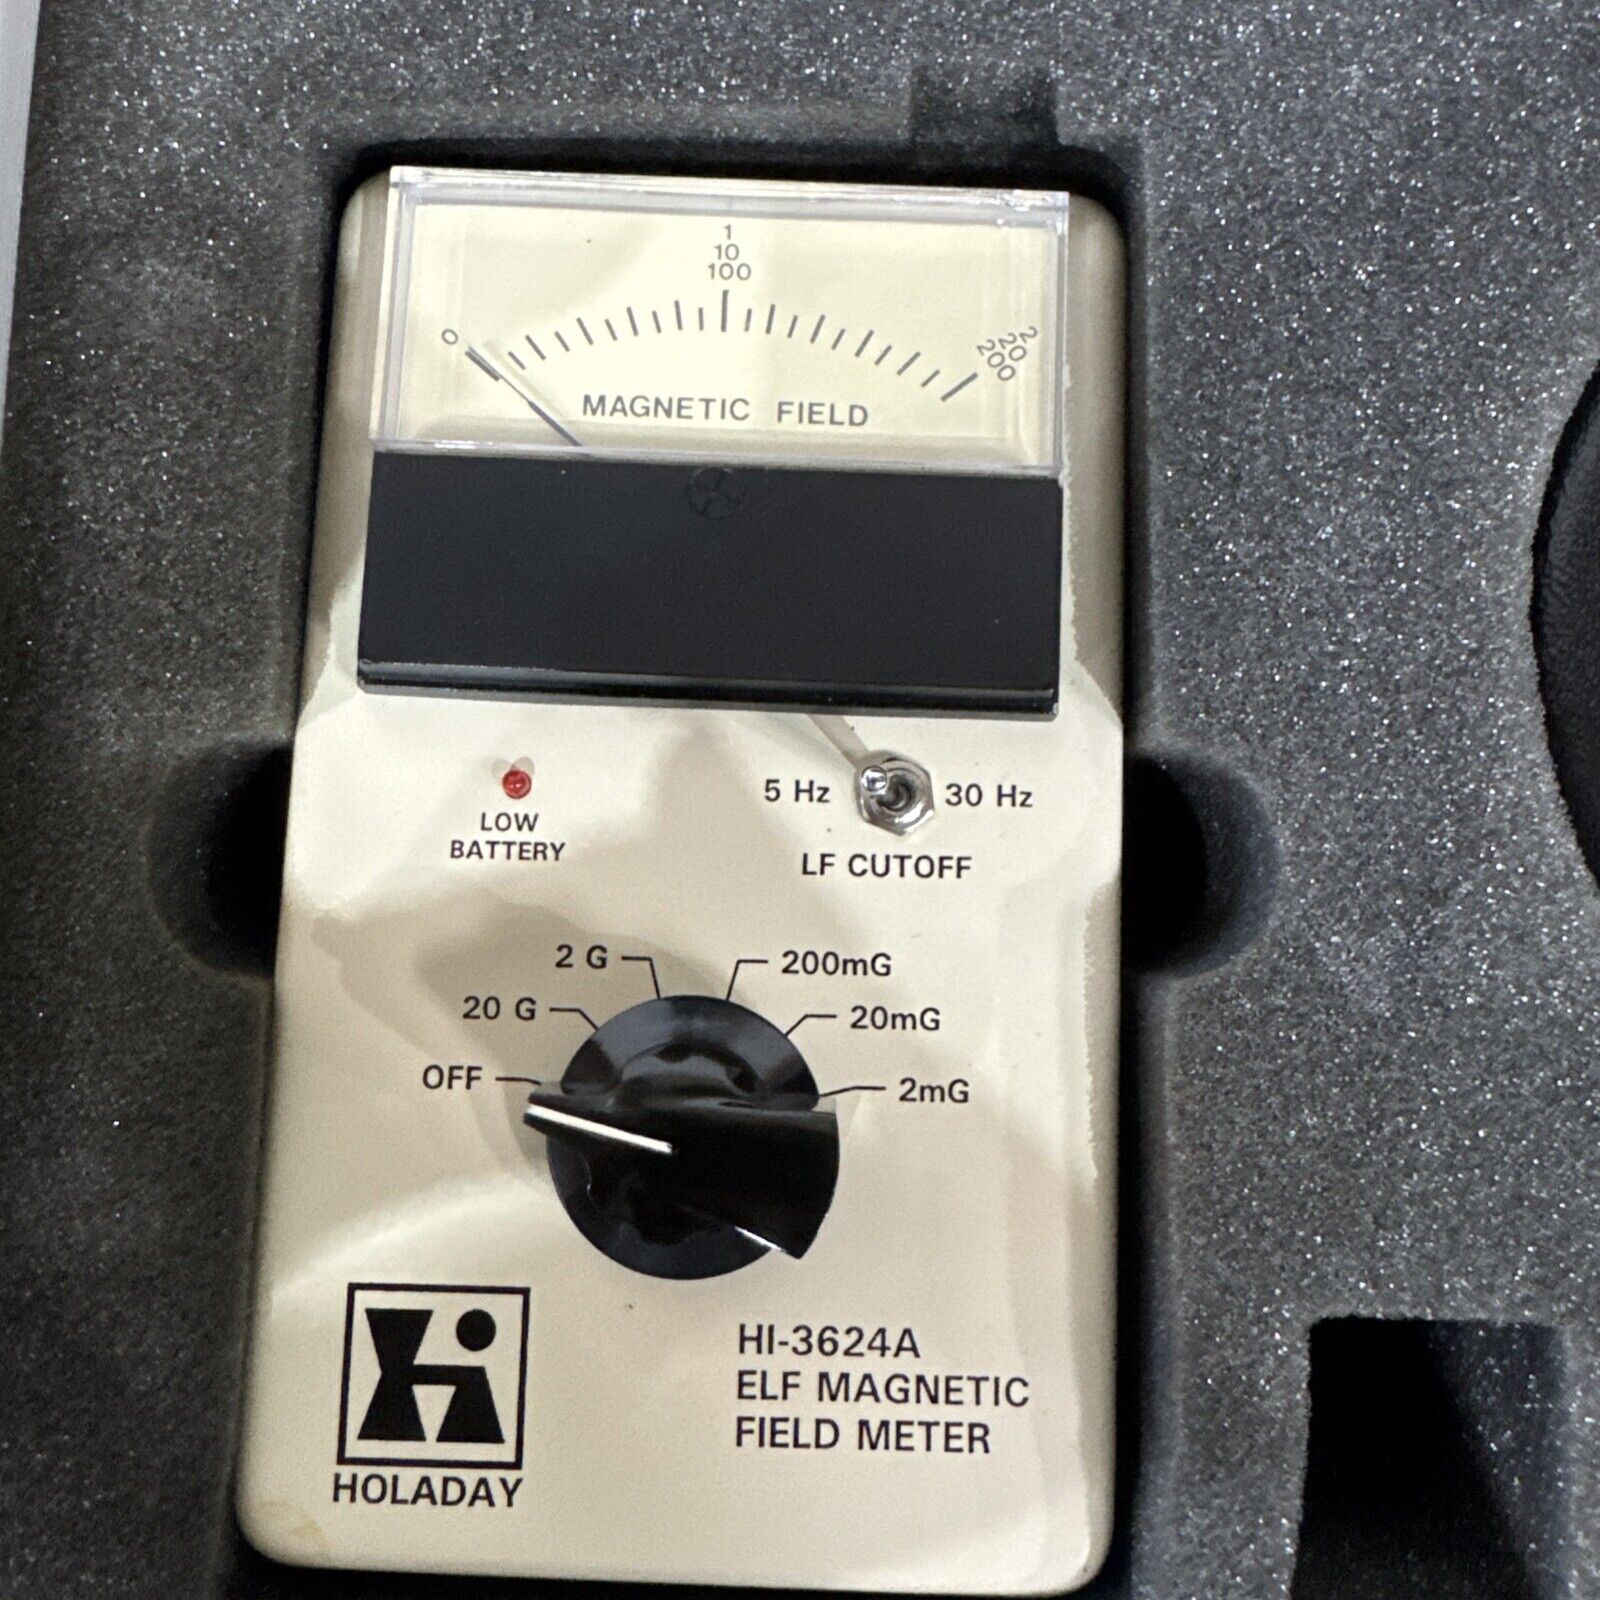 1
10
100
0
2
20
200
MAGNETIC FIELD
LOW
BATTERY
5 Hz
30 Hz
LF CUTOFF
2 G
200mG
20 G
20mG
OFF
2mG
HI-3624A
ELF MAGNETIC
FIELD METER
HOLADAY